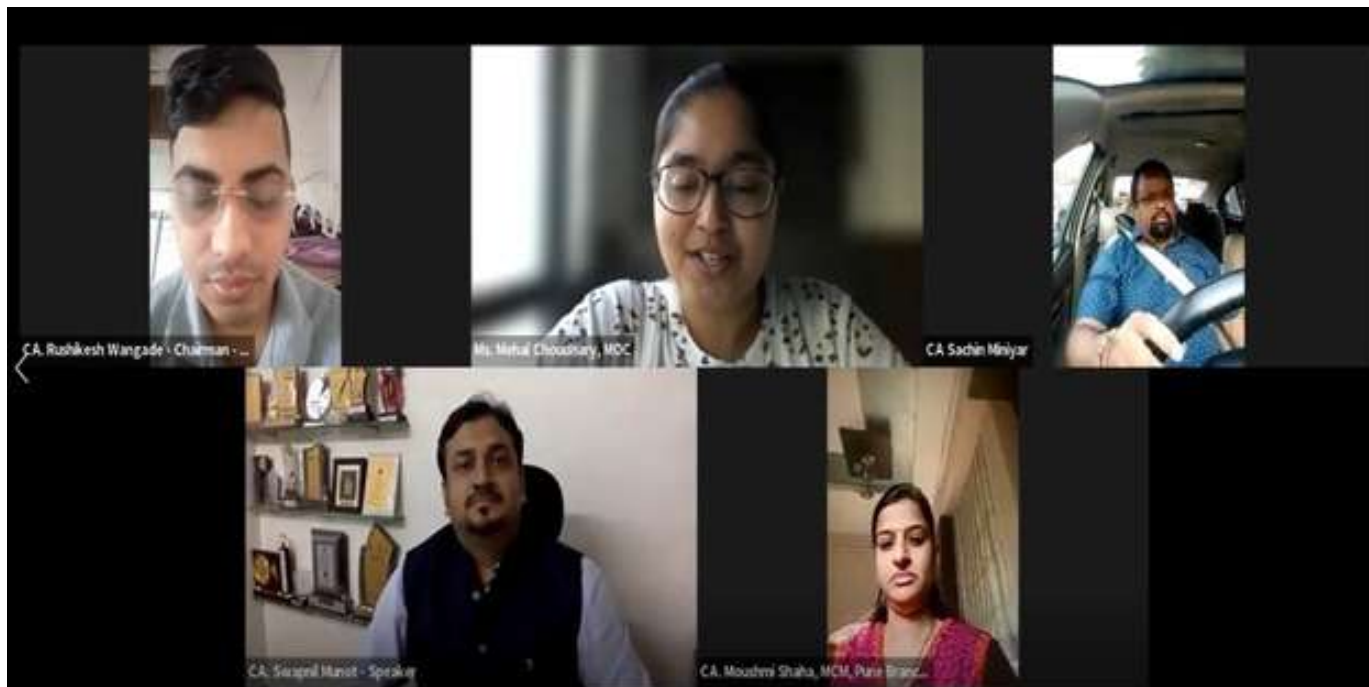 CA. Rushikesh Wangade - Chairman - ...
Ms. Mehal Choudhary, MOC
CA Sachin Miniyar
CA. Swapnil Munot - Speaker
CA. Moushmi Shaha, MCM, Pune Branc...